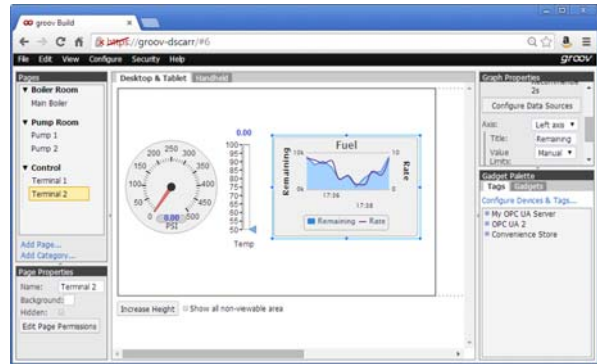 groov Build
https://groov-dscarr/#6
File Edit View Configure Security Help
groov
Pages
▼ Boiler Room
Main Boiler
▼ Pump Room
Pump 1
Pump 2
▼ Control
Terminal 1
Terminal 2
Add Page...
Add Category...
Page Properties
Name: Terminal 2
Background:
Hidden:
Edit Page Permissions
Desktop & Tablet Handheld
0 50 100 150 200 250 300 350 400 450 500
0.00
PSI
0.00
100
95
90
85
80
75
70
65
60
55
50
Temp
Fuel
Remaining
10k
0k
10
0
Rate
17:36
17:38
Remaining Rate
Increase Height Show all non-viewable area
Graph Properties
2s
Configure Data Sources
Axis: Left axis
Title: Remaining
Value Limits: Manual
Gadget Palette
Tags Gadgets
Configure Devices & Tags...
My OPC UA Server
OPC UA 2
Convenience Store